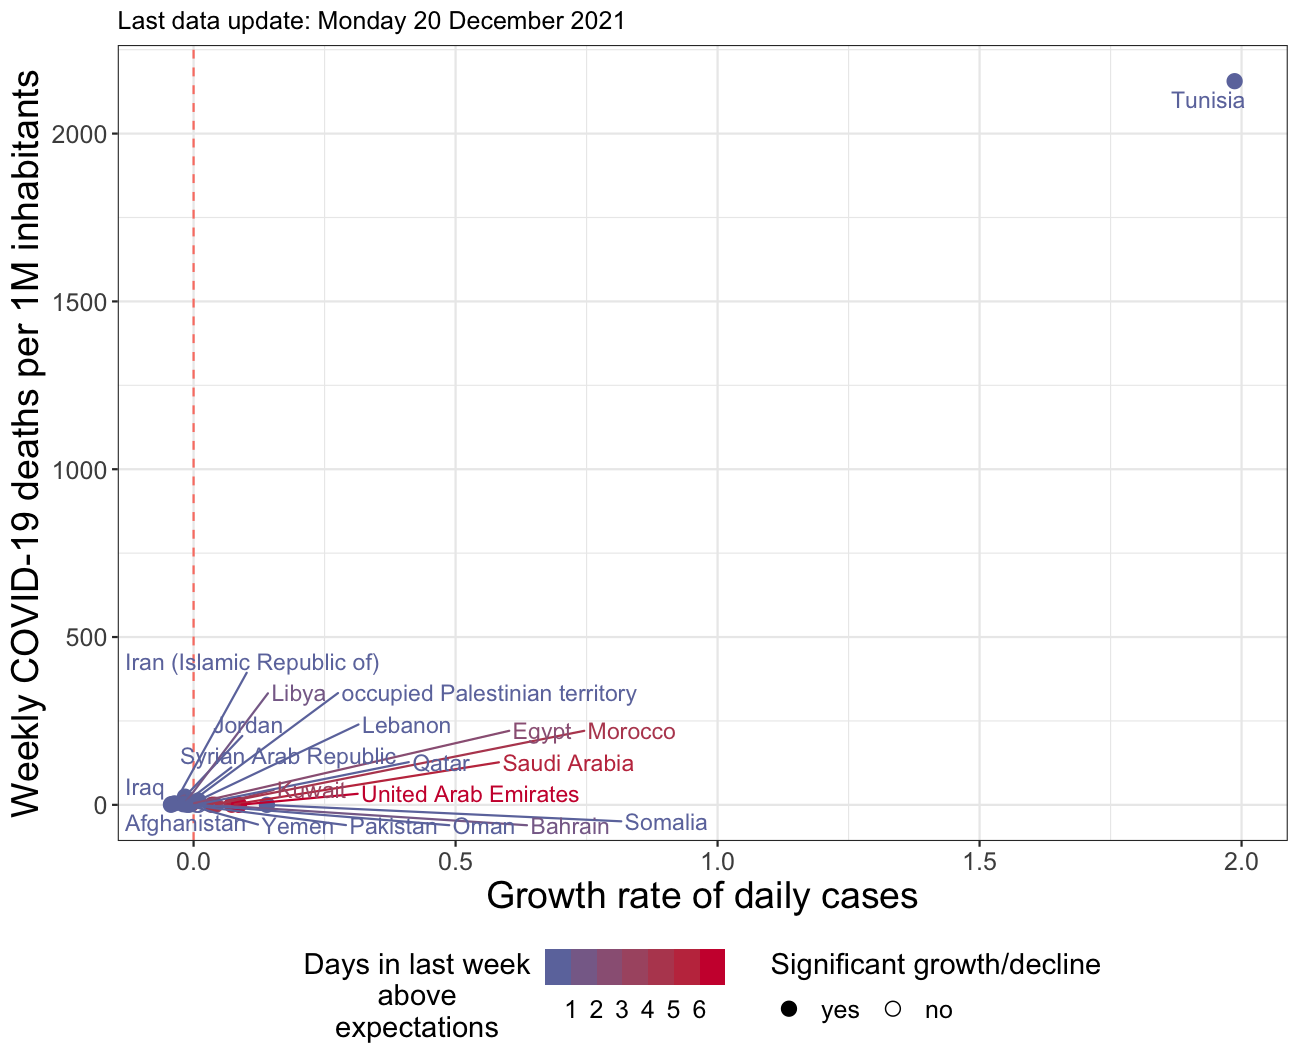 Last data update: Monday 20 December 2021
Weekly COVID-19 deaths per 1M inhabitants
2000
1500
1000
500
0
Tunisia
Iran (Islamic Republic of)
Libya
occupied Palestinian territory
Jordan
Lebanon
Egypt
Morocco
Syrian Arab Republic
Qatar
Saudi Arabia
Iraq
Kuwait
United Arab Emirates
Afghanistan
Yemen
Pakistan
Oman
Bahrain
Somalia
0.0
0.5
1.0
1.5
2.0
Growth rate of daily cases
Days in last week
above
expectations
1 2 3 4 5 6
Significant growth/decline
yes
no